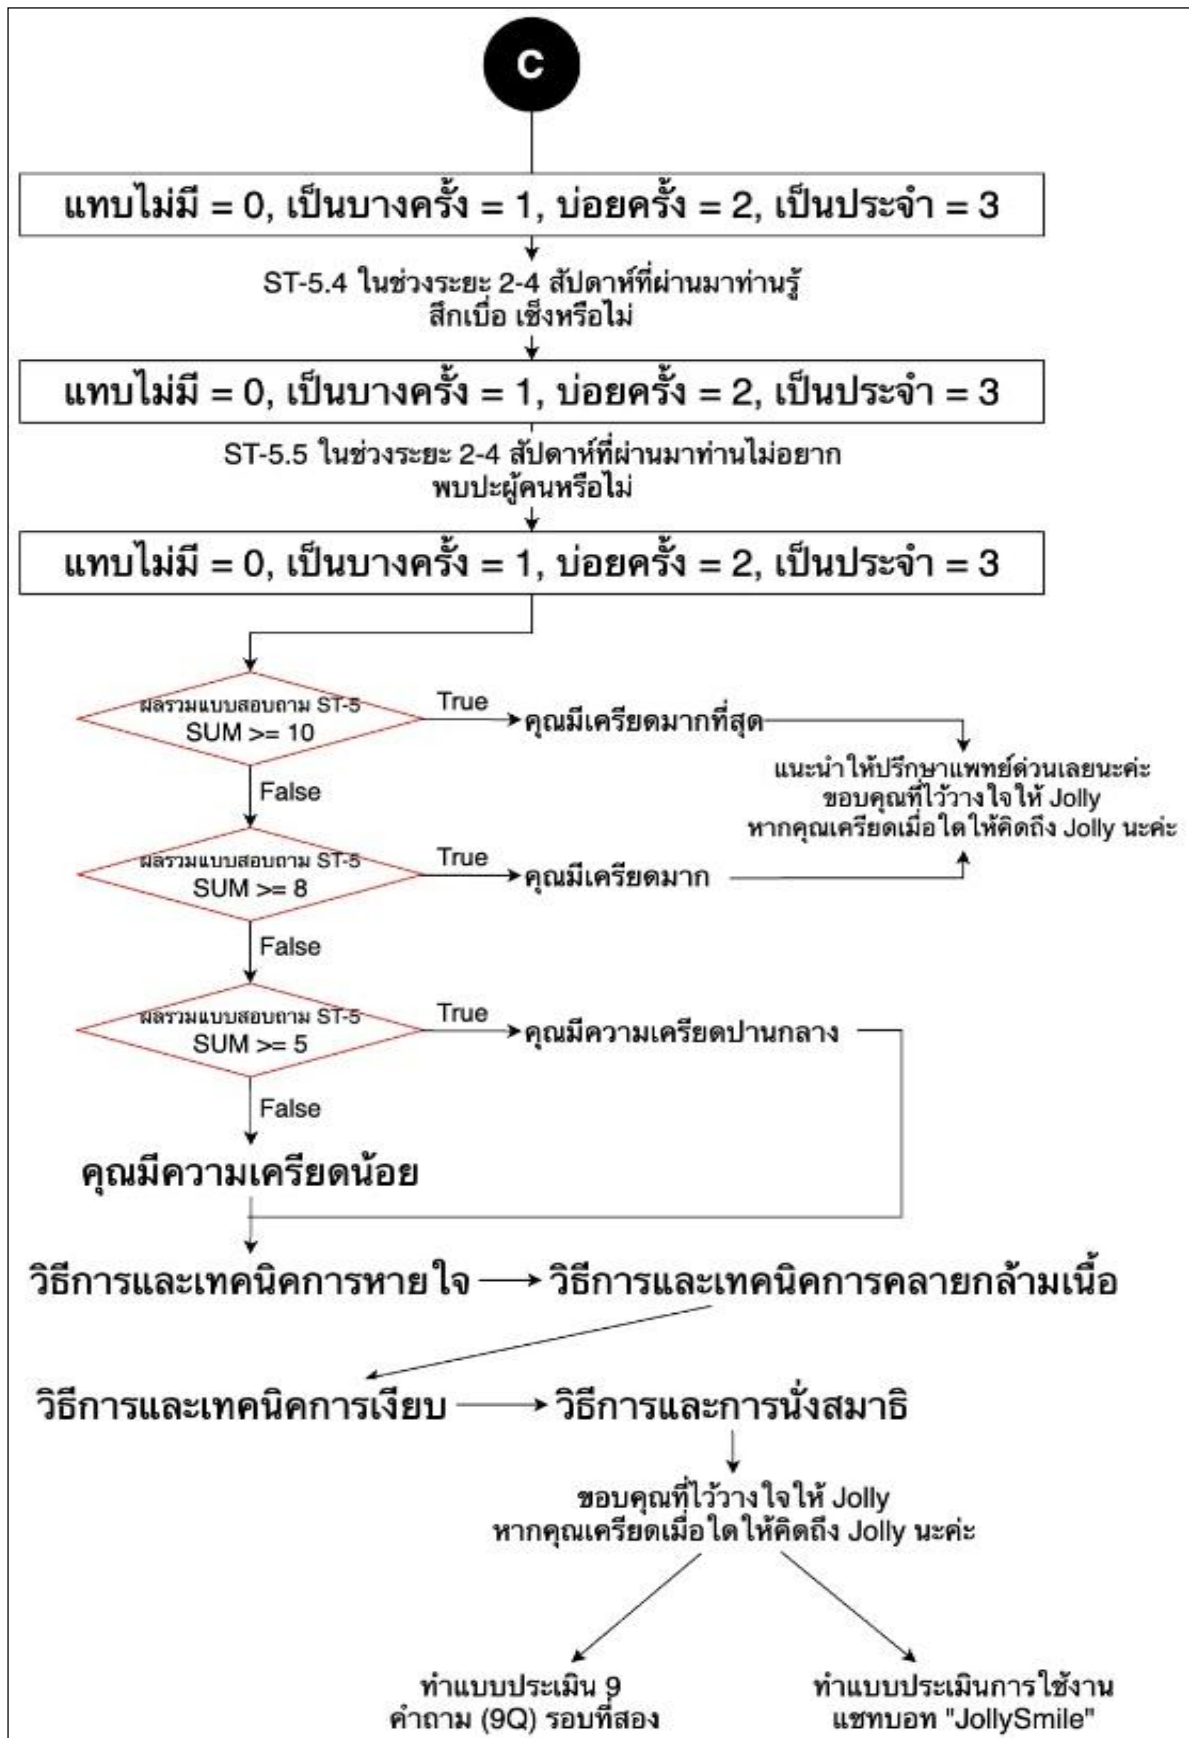 C
แทบไม่มี = 0, เป็นบางครั้ง = 1, บ่อยครั้ง = 2, เป็นประจำ = 3
ST-5.4 ในช่วงระยะ 2-4 สัปดาห์ที่ผ่านมาท่านรู้
สึกเบื่อ เซ็งหรือไม่
แทบไม่มี = 0, เป็นบางครั้ง = 1, บ่อยครั้ง = 2, เป็นประจำ = 3
ST-5.5 ในช่วงระยะ 2-4 สัปดาห์ที่ผ่านมาท่านไม่อยาก
พบปะผู้คนหรือไม่
แทบไม่มี = 0, เป็นบางครั้ง = 1, บ่อยครั้ง = 2, เป็นประจำ = 3
ผลรวมแบบสอบถาม ST-5
SUM >= 10
True
คุณมีเครียดมากที่สุด
แนะนำให้ปรึกษาแพทย์ด่วนเลยนะค่ะ
ขอบคุณที่ไว้วางใจให้ Jolly
หากคุณเครียดเมื่อใดให้คิดถึง Jolly นะค่ะ
False
ผลรวมแบบสอบถาม ST-5
SUM >= 8
True
คุณมีเครียดมาก
False
ผลรวมแบบสอบถาม ST-5
SUM >= 5
True
คุณมีความเครียดปานกลาง
False
คุณมีความเครียดน้อย
วิธีการและเทคนิคการหายใจ
วิธีการและเทคนิคการคลายกล้ามเนื้อ
วิธีการและเทคนิคการเงียบ
วิธีการและการนั่งสมาธิ
ขอบคุณที่ไว้วางใจให้ Jolly
หากคุณเครียดเมื่อใดให้คิดถึง Jolly นะค่ะ
ทำแบบประเมิน 9
คำถาม (9Q) รอบที่สอง
ทำแบบประเมินการใช้งาน
แชทบอท "JollySmile"